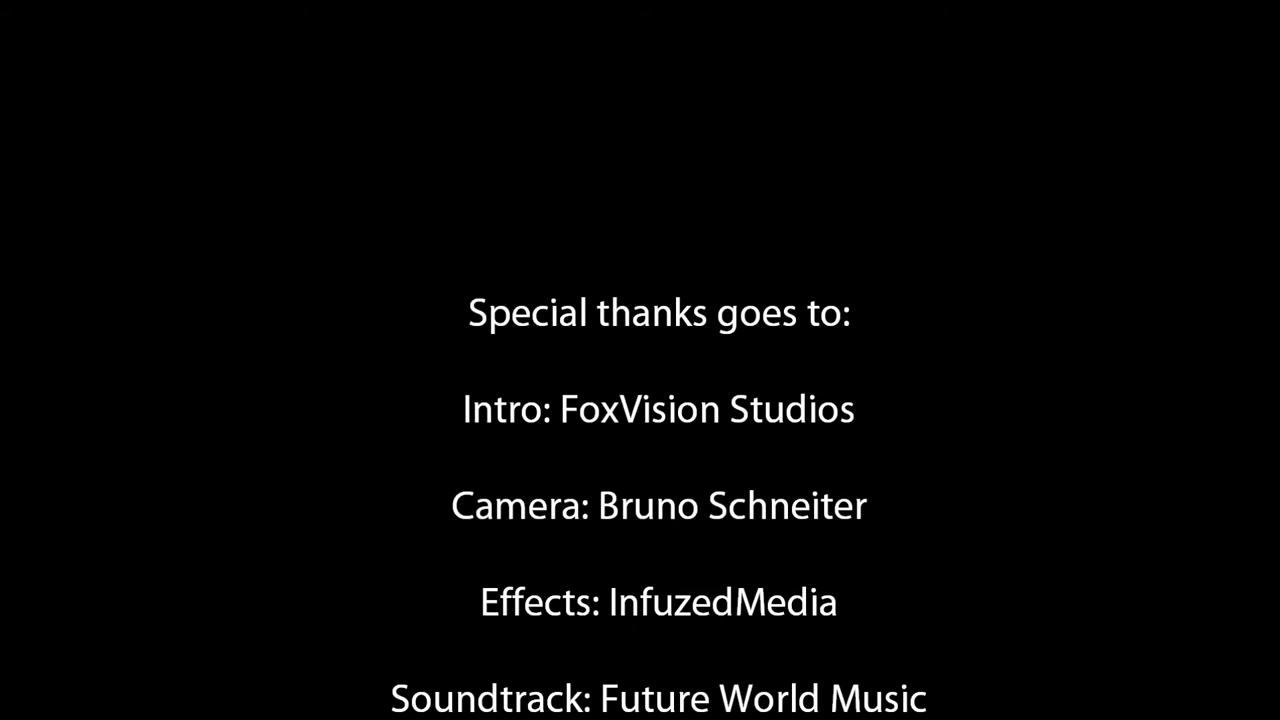 Special thanks goes to:
Intro: FoxVision Studios
Camera: Bruno Schneiter
Effects: InfuzedMedia
Soundtrack: Future World Music